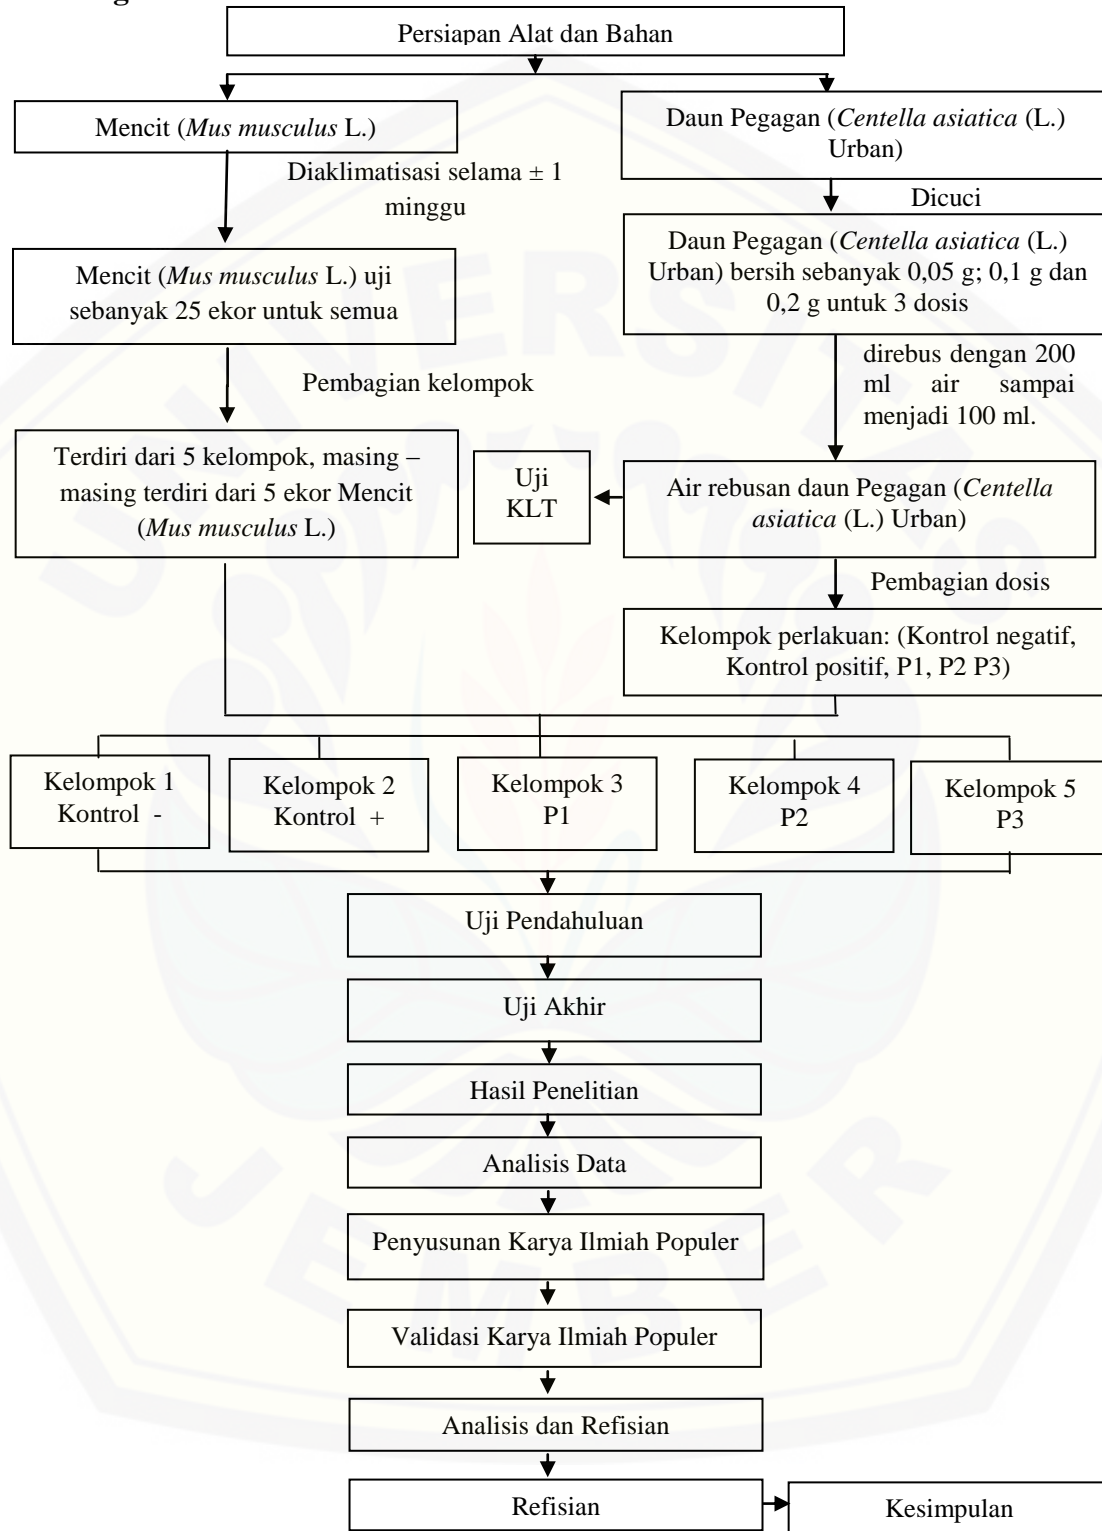 Persiapan Alat dan Bahan
Mencit (Mus musculus L.)
Daun Pegagan (Centella asiatica (L.)
Urban)
Diaklimatisasi selama ± 1
minggu
Dicuci
Mencit (Mus musculus L.) uji
sebanyak 25 ekor untuk semua
Daun Pegagan (Centella asiatica (L.)
Urban) bersih sebanyak 0,05 g; 0,1 g dan
0,2 g untuk 3 dosis
Pembagian kelompok
direbus dengan 200
ml air sampai
menjadi 100 ml.
Terdiri dari 5 kelompok, masing –
masing terdiri dari 5 ekor Mencit
(Mus musculus L.)
Uji
KLT
Air rebusan daun Pegagan (Centella
asiatica (L.) Urban)
Pembagian dosis
Kelompok perlakuan: (Kontrol negatif,
Kontrol positif, P1, P2 P3)
Kelompok 1
Kontrol -
Kelompok 2
Kontrol +
Kelompok 3
P1
Kelompok 4
P2
Kelompok 5
P3
Uji Pendahuluan
Uji Akhir
Hasil Penelitian
Analisis Data
Penyusunan Karya Ilmiah Populer
Validasi Karya Ilmiah Populer
Analisis dan Refisian
Refisian
Kesimpulan
UNIVERSITAS
JEMBER